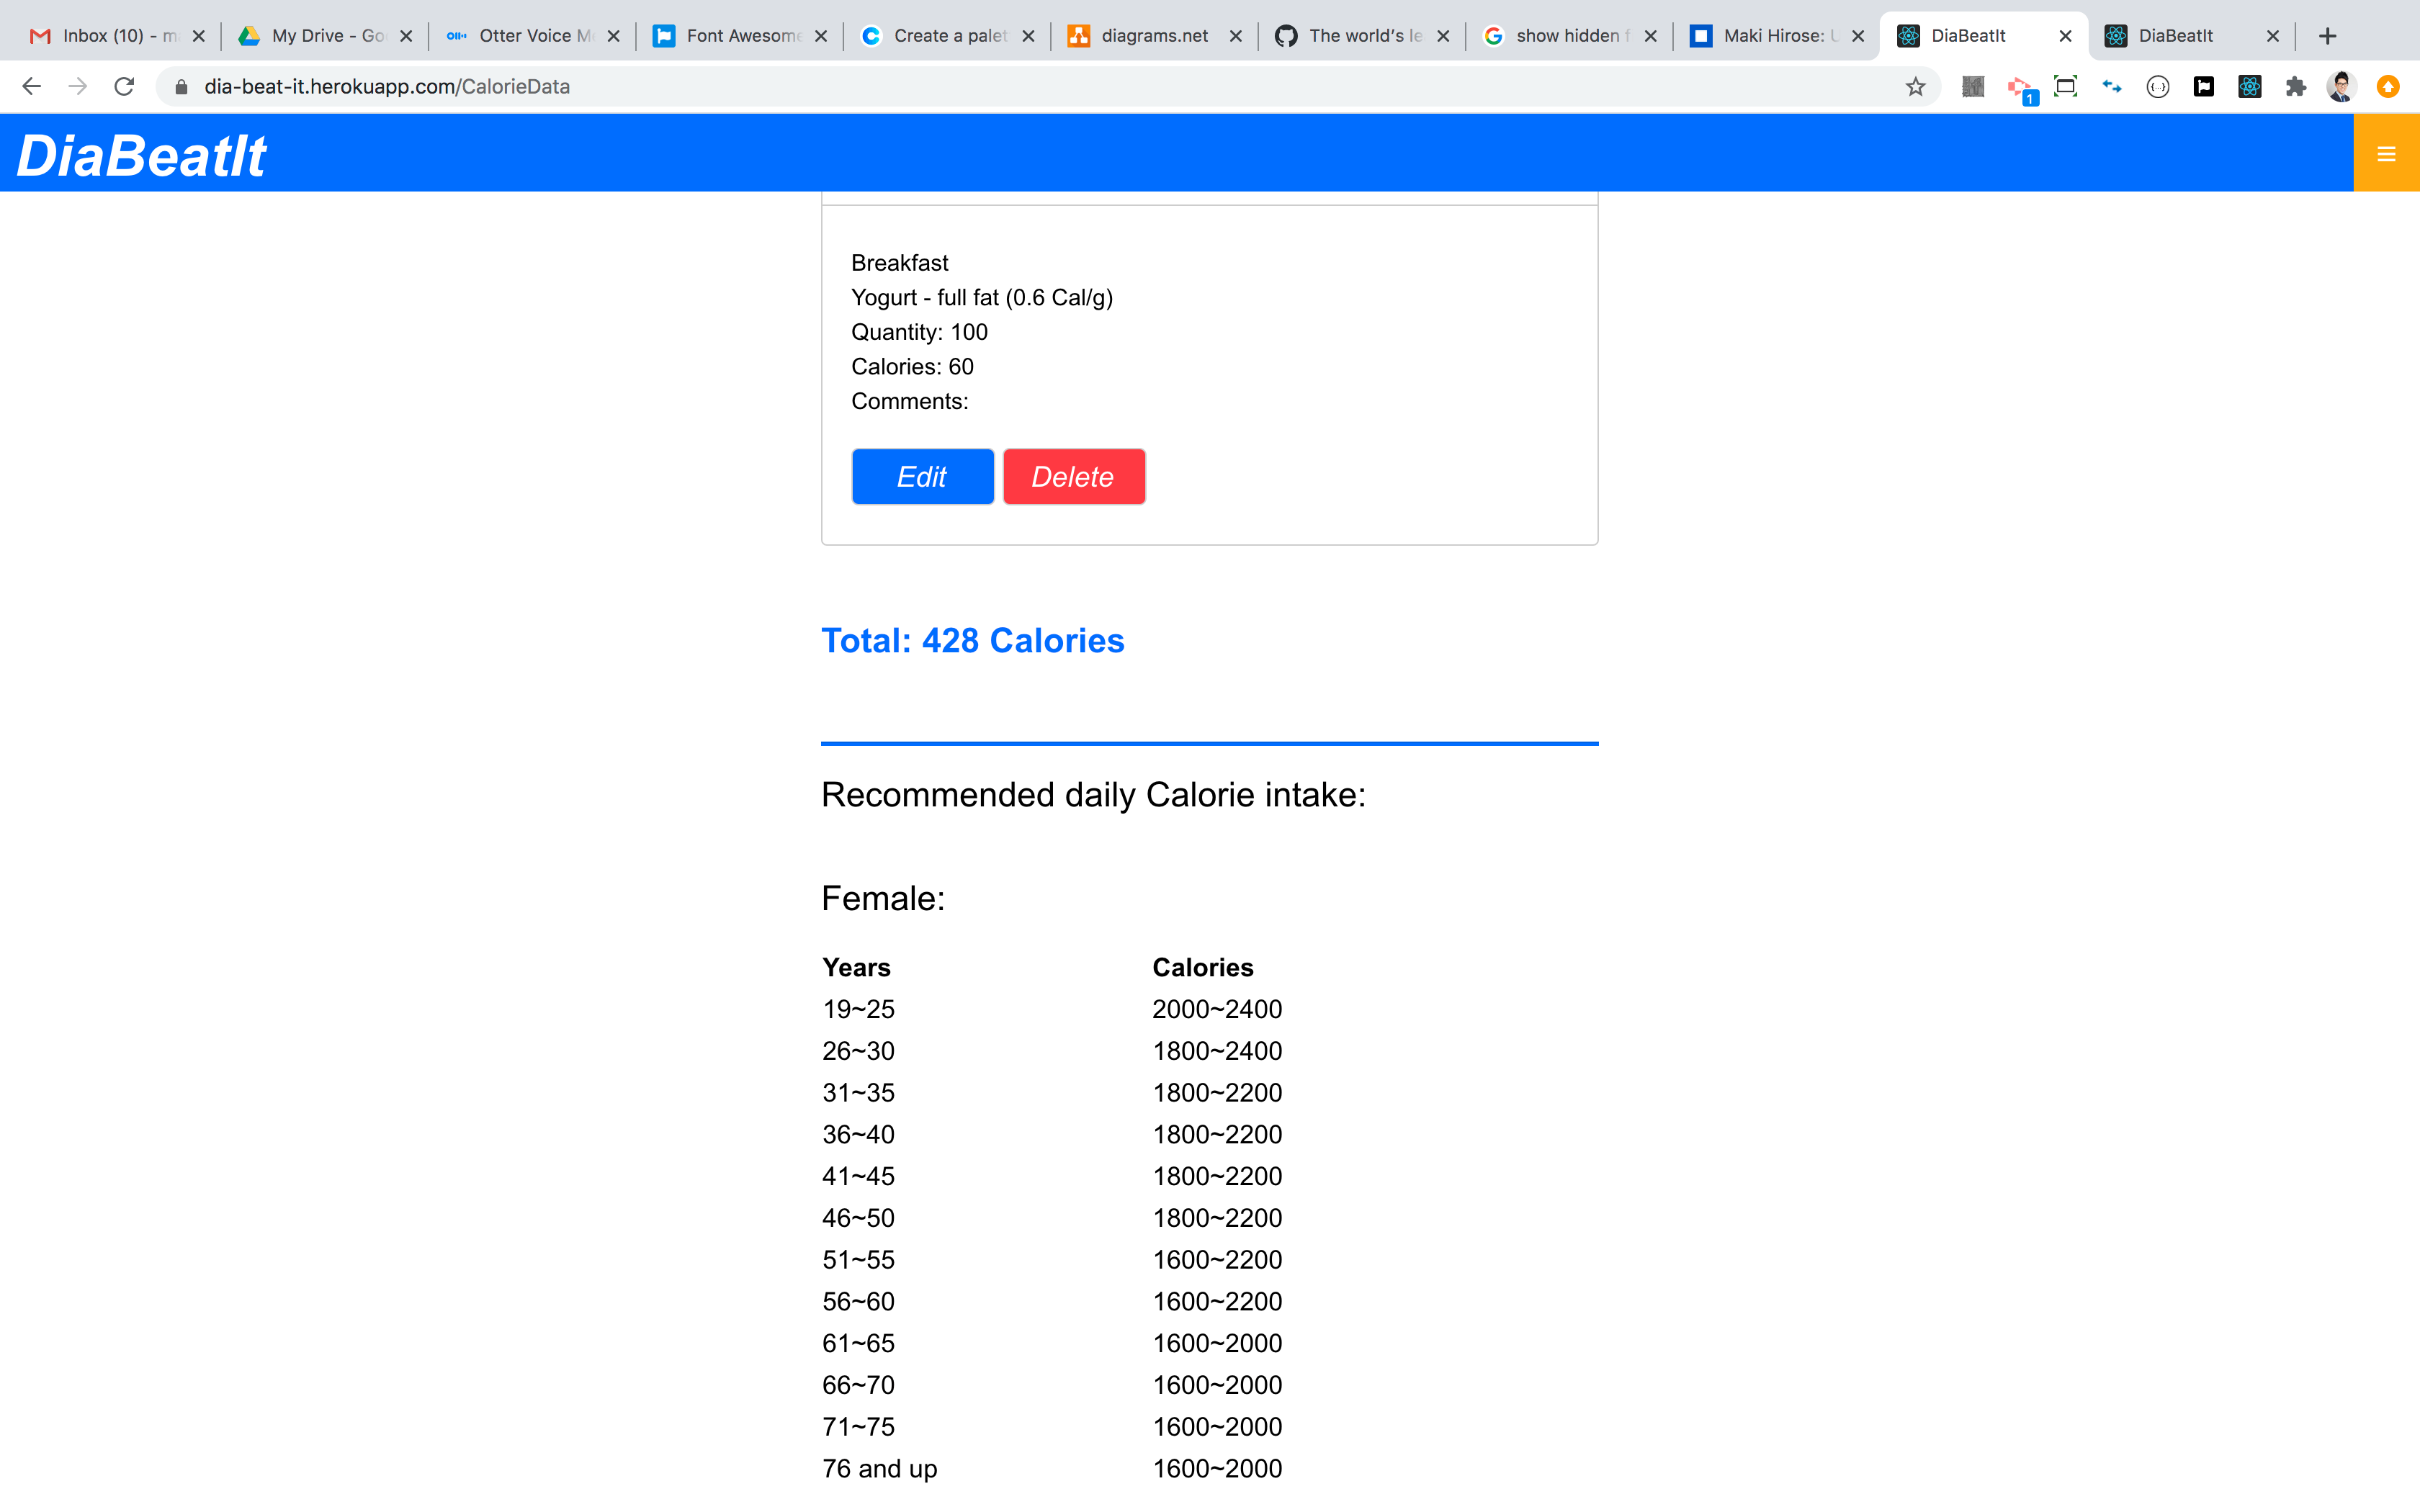 Inbox (10) - m
My Drive - Go
Otter Voice M
Font Awesome
Create a palet
diagrams.net
The world's le
show hidden f
Maki Hirose: U
DiaBeatIt
DiaBeatIt
dia-beat-it.herokuapp.com/CalorieData
1
DiaBeatIt
Breakfast
Yogurt - full fat (0.6 Cal/g)
Quantity: 100
Calories: 60
Comments:
Edit Delete
Total: 428 Calories
Recommended daily Calorie intake:
Female:
Years Calories
19~25 2000~2400
26~30 1800~2400
31~35 1800~2200
36~40 1800~2200
41~45 1800~2200
46~50 1800~2200
51~55 1600~2200
56~60 1600~2200
61~65 1600~2000
66~70 1600~2000
71~75 1600~2000
76 and up 1600~2000